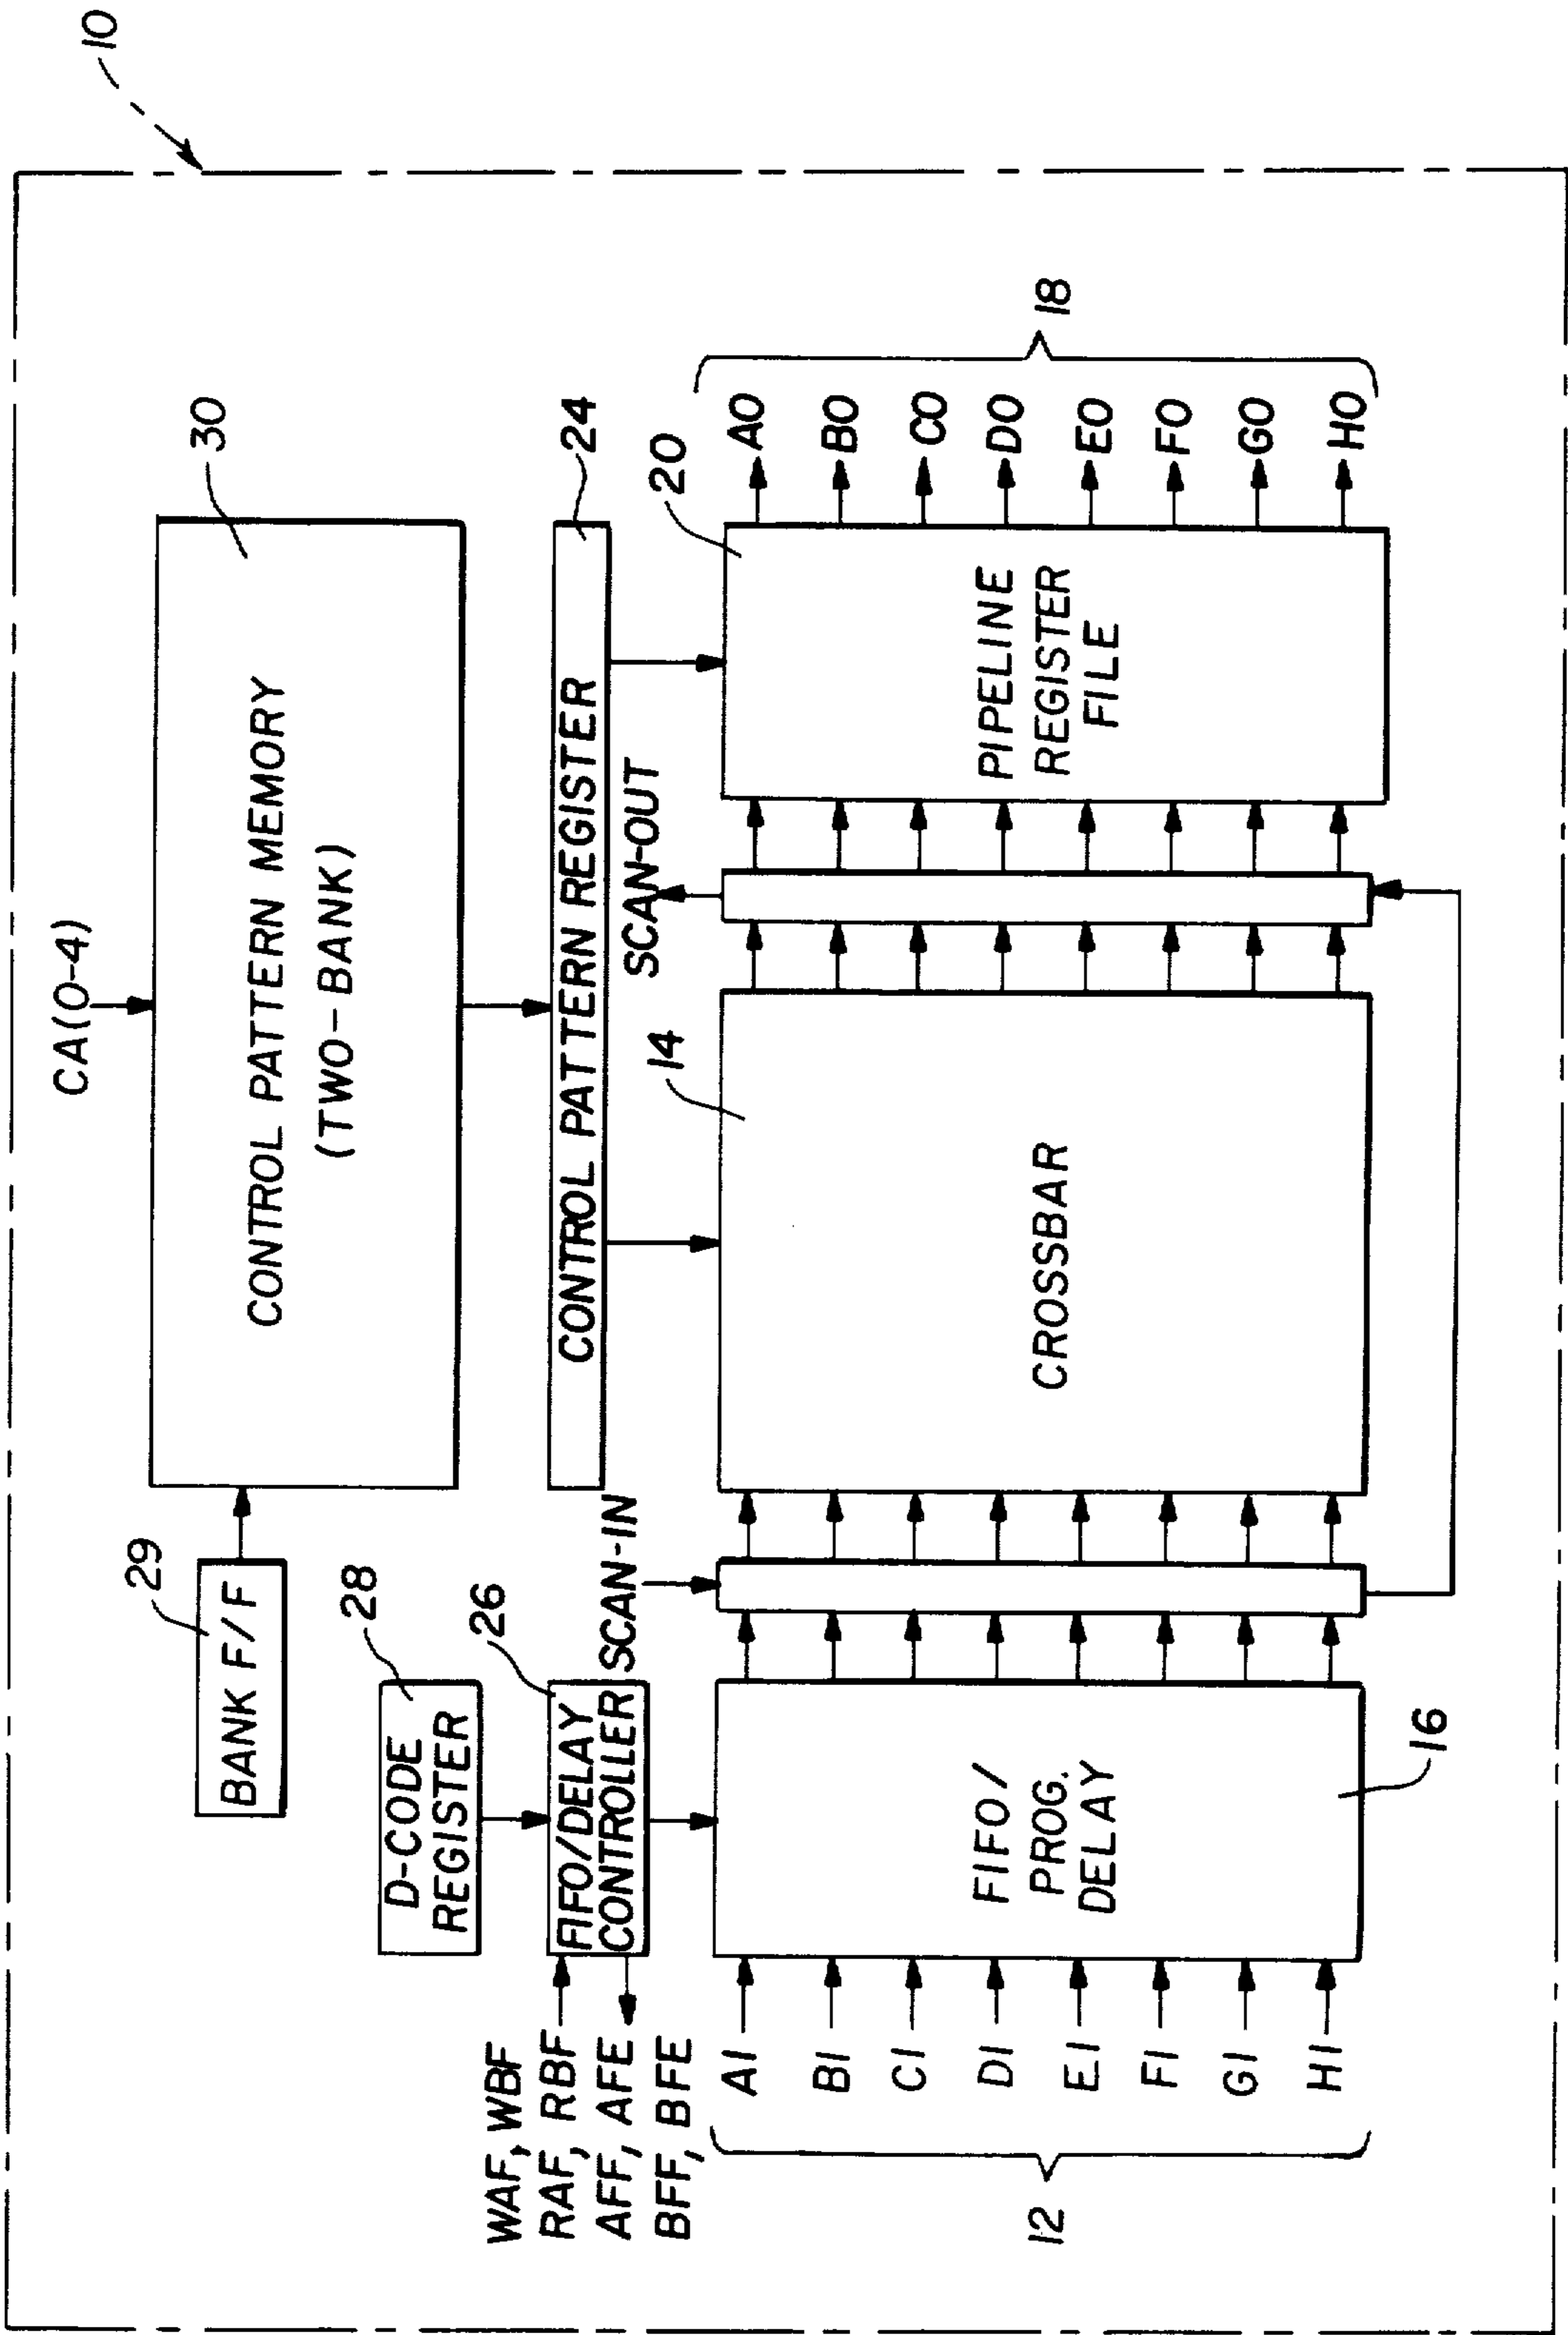 10
CA(0-4)
30
CONTROL PATTERN MEMORY
(TWO-BANK)
29
BANK F/F
28
D-CODE
REGISTER
24
CONTROL PATTERN REGISTER
26
FIFO/DELAY
CONTROLLER
SCAN-IN
SCAN-OUT
WAF, WBF
RAF, RBF
AFF, AFE
BFF, BFE
12
AI
BI
CI
DI
EI
FI
GI
HI
FIFO/
PROG.
DELAY
16
14
CROSSBAR
20
PIPELINE
REGISTER
FILE
AO
BO
CO
DO
EO
FO
GO
HO
18